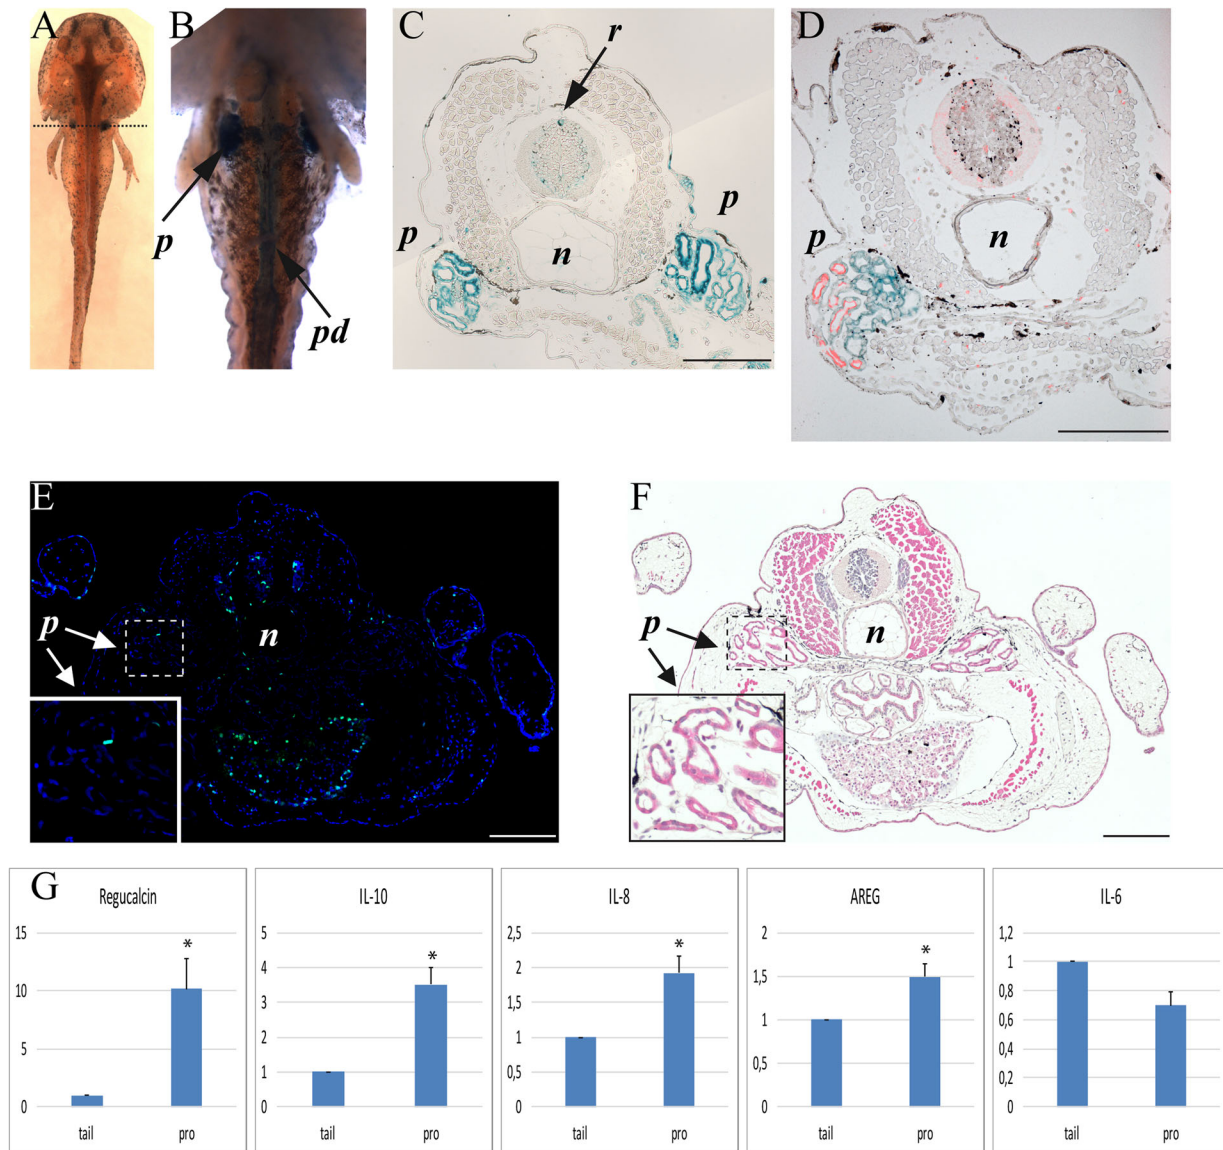 A
B
p
pd
C
r
p
p
n
D
p
n
E
p
n
F
p
n
G
Regucalcin
15
10
5
0
*
tail
pro
IL-10
5
4
3
2
1
0
*
tail
pro
IL-8
2,5
2
1,5
1
0,5
0
*
tail
pro
AREG
2
1,5
1
0,5
0
*
tail
pro
IL-6
1,2
1
0,8
0,6
0,4
0,2
0
tail
pro